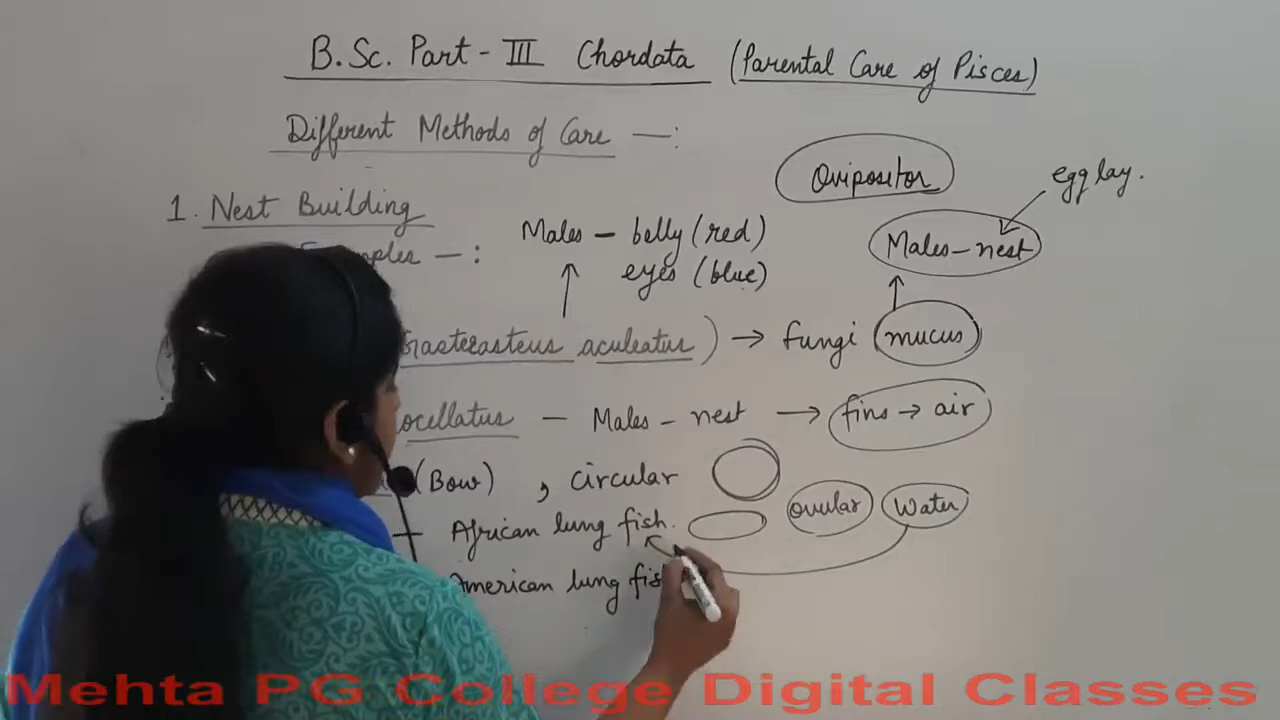 B.Sc. Part - III Chordata (Parental Care of Pisces)
Different Methods of Care —:
Ovipositor
egg lay.
1. Nest Building
Males - belly (red)
eyes (blue)
Males - nest
—:
aculeatus) → fungi (mucus)
ocellatus — Males - nest → fins → air
(Bow) , circular
ovular Water
African lung fish.
American lung
Mehta PG College Digital Classes